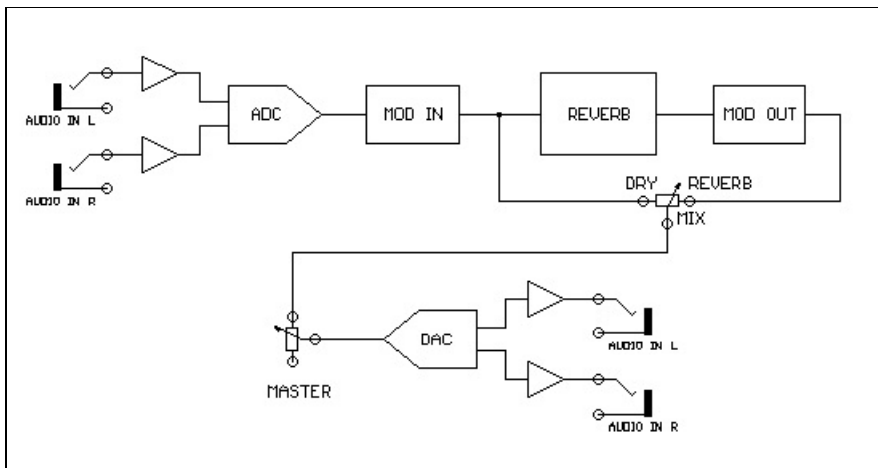 AUDIO IN L
ADC
MOD IN
REVERB
MOD OUT
AUDIO IN R
DRY
REVERB
MIX
DAC
AUDIO IN L
MASTER
AUDIO IN R